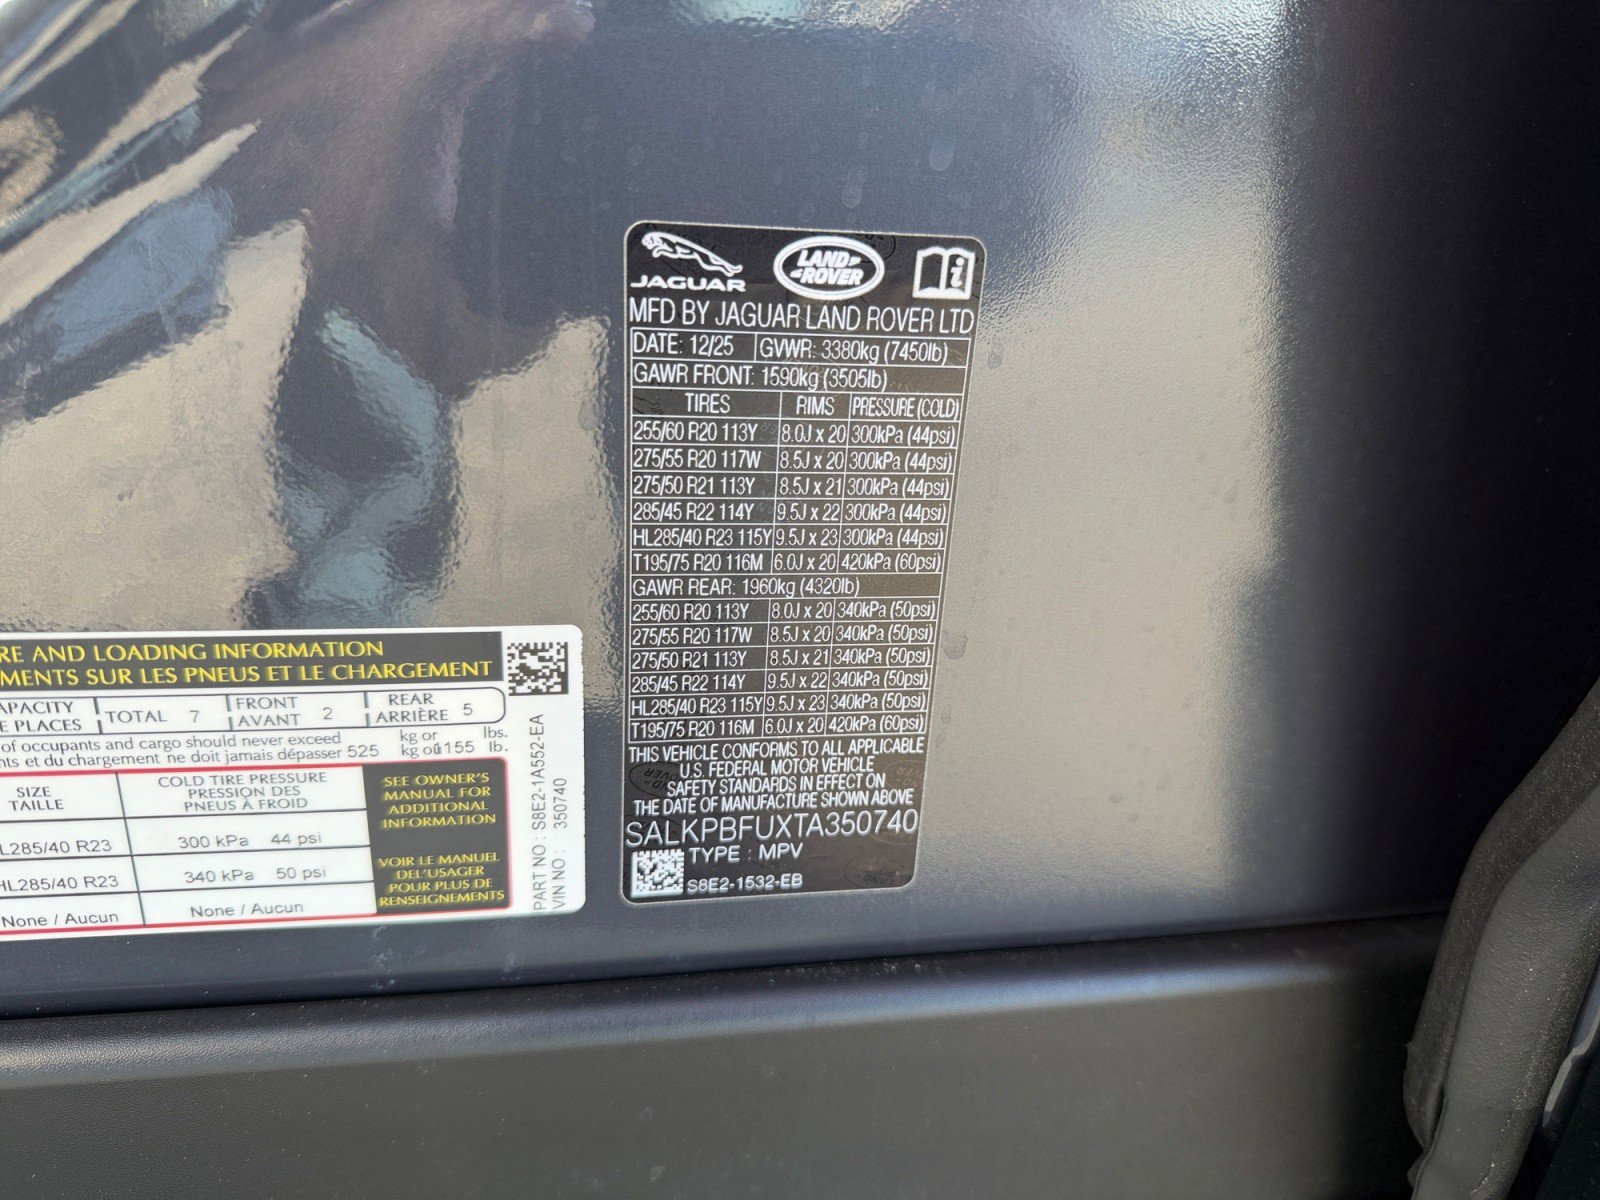 JAGUAR
LAND ROVER
i
MFD BY JAGUAR LAND ROVER LTD
DATE: 12/25 GVWR: 3380kg (7450lb)
GAWR FRONT: 1590kg (3505lb)
TIRES RIMS PRESSURE (COLD)
255/60 R20 113Y 8.0J x 20 300kPa (44psi)
275/55 R20 117W 8.5J x 20 300kPa (44psi)
275/50 R21 113Y 8.5J x 21 300kPa (44psi)
285/45 R22 114Y 9.5J x 22 300kPa (44psi)
HL285/40 R23 115Y 9.5J x 23 300kPa (44psi)
T195/75 R20 116M 6.0J x 20 420kPa (60psi)
GAWR REAR: 1960kg (4320lb)
255/60 R20 113Y 8.0J x 20 340kPa (50psi)
275/55 R20 117W 8.5J x 20 340kPa (50psi)
275/50 R21 113Y 8.5J x 21 340kPa (50psi)
285/45 R22 114Y 9.5J x 22 340kPa (50psi)
HL285/40 R23 115Y 9.5J x 23 340kPa (50psi)
T195/75 R20 116M 6.0J x 20 420kPa (60psi)
THIS VEHICLE CONFORMS TO ALL APPLICABLE
U.S. FEDERAL MOTOR VEHICLE
SAFETY STANDARDS IN EFFECT ON
THE DATE OF MANUFACTURE SHOWN ABOVE
SALKPBFUXTA350740
TYPE : MPV
S8E2-1532-EB
RE AND LOADING INFORMATION
MENTS SUR LES PNEUS ET LE CHARGEMENT
APACITY TOTAL 7 FRONT 2 REAR 5
E PLACES AVANT ARRIÈRE
of occupants and cargo should never exceed 525 kg or 1155 lbs.
nts et du chargement ne doit jamais dépasser kg où lb.
SIZE
TAILLE
COLD TIRE PRESSURE
PRESSION DES
PNEUS À FROID
L285/40 R23 300 kPa 44 psi
HL285/40 R23 340 kPa 50 psi
None / Aucun None / Aucun
SEE OWNER'S
MANUAL FOR
ADDITIONAL
INFORMATION
VOIR LE MANUEL
DEL'USAGER
POUR PLUS DE
RENSEIGNEMENTS
PART NO : S8E2-1A552-EA
VIN NO : 350740